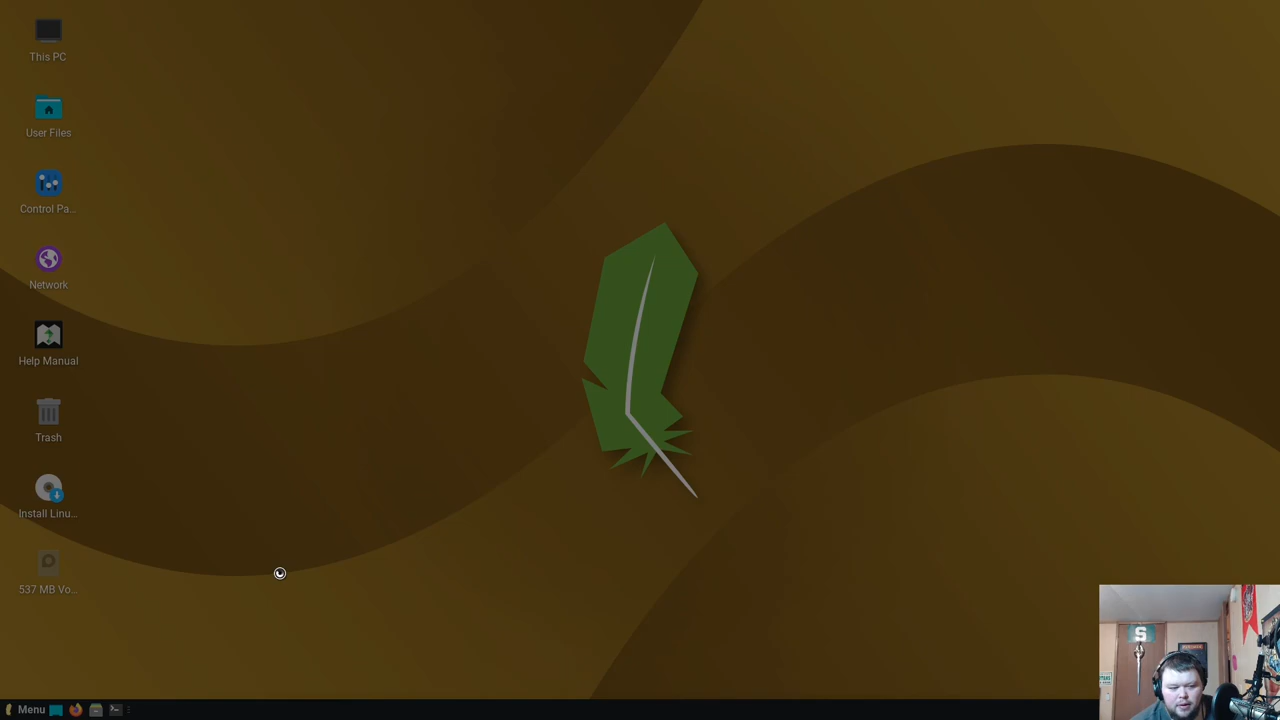 This PC
User Files
Control Pa...
Network
Help Manual
Trash
Install Linu...
537 MB Vo...
Menu
S